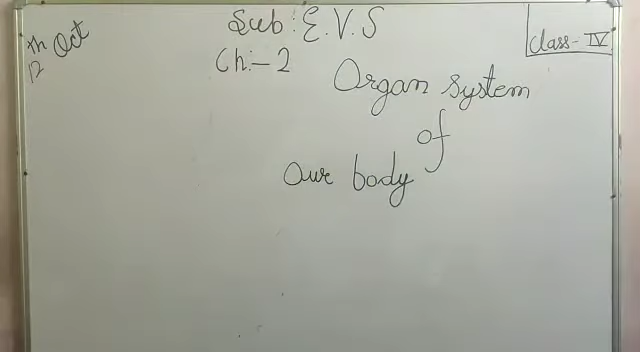 12th Oct
Sub: E.V.S
Class- IV
Ch:- 2
Organ system
of
Our body